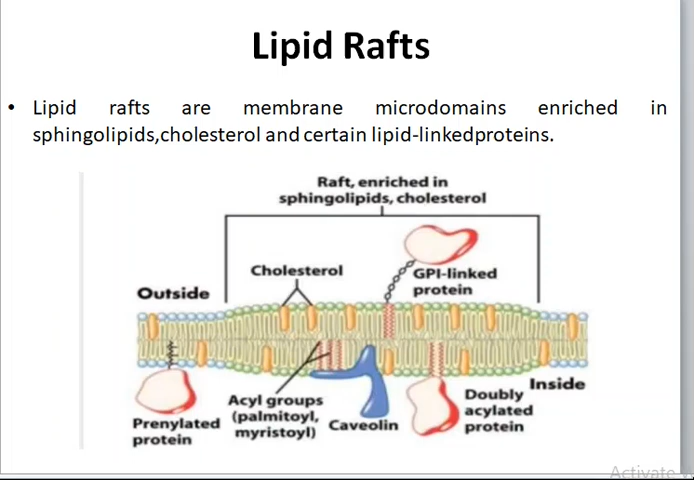 Lipid Rafts
• Lipid rafts are membrane microdomains enriched in
sphingolipids,cholesterol and certain lipid-linkedproteins.
Raft, enriched in
sphingolipids, cholesterol
Cholesterol
GPI-linked
protein
Outside
Inside
Acyl groups
(palmitoyl,
myristoyl)
Caveolin
Doubly
acylated
protein
Prenylated
protein
Activate